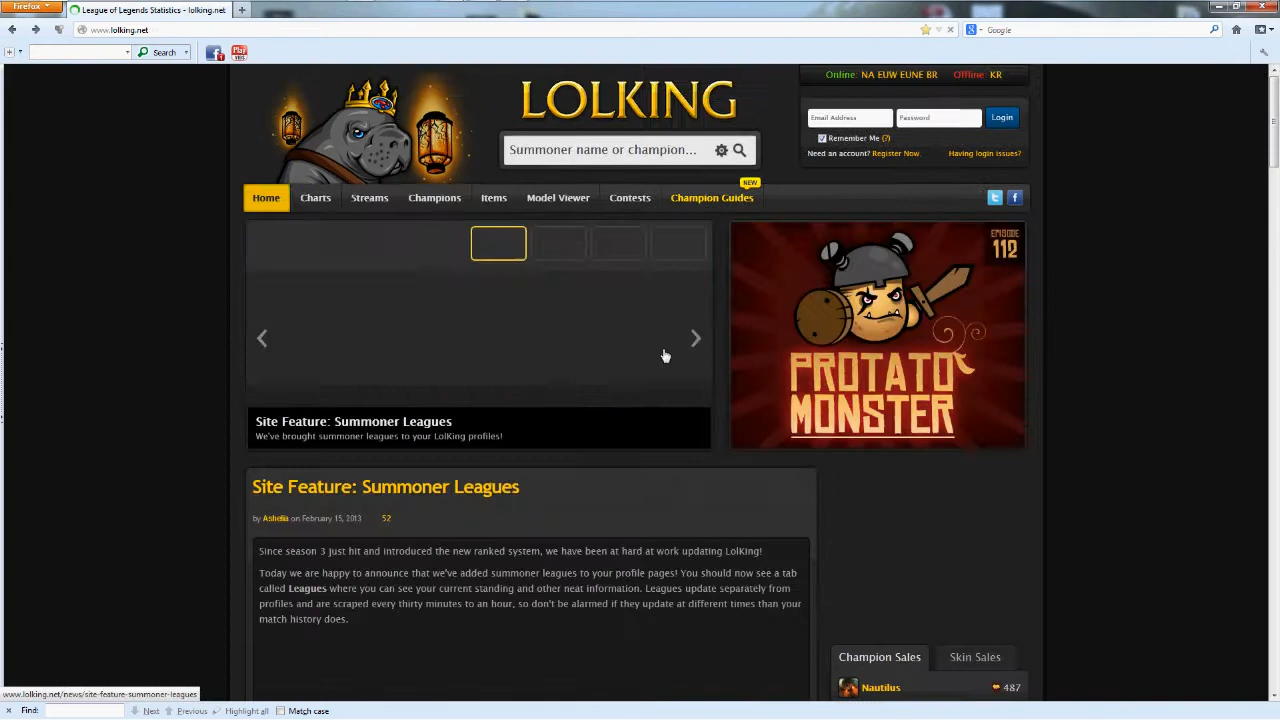 Firefox
League of Legends Statistics - lolking.net
www.lolking.net
Google
Search
Play
VIDS
LOLKING
Online: NA EUW EUNE BR Offline: KR
Email Address
Password
Login
Remember Me (?)
Need an account? Register Now.
Having login issues?
Summoner name or champion...
NEW
Home
Charts
Streams
Champions
Items
Model Viewer
Contests
Champion Guides
EPISODE
112
PROTATO
MONSTER
Site Feature: Summoner Leagues
We've brought summoner leagues to your LolKing profiles!
Site Feature: Summoner Leagues
by Ashelia on February 15, 2013 52
Since season 3 just hit and introduced the new ranked system, we have been at hard at work updating LolKing!
Today we are happy to announce that we've added summoner leagues to your profile pages! You should now see a tab
called Leagues where you can see your current standing and other neat information. Leagues update separately from
profiles and are scraped every thirty minutes to an hour, so don't be alarmed if they update at different times than your
match history does.
Champion Sales
Skin Sales
Nautilus
487
www.lolking.net/news/site-feature-summoner-leagues
Find:
Next
Previous
Highlight all
Match case